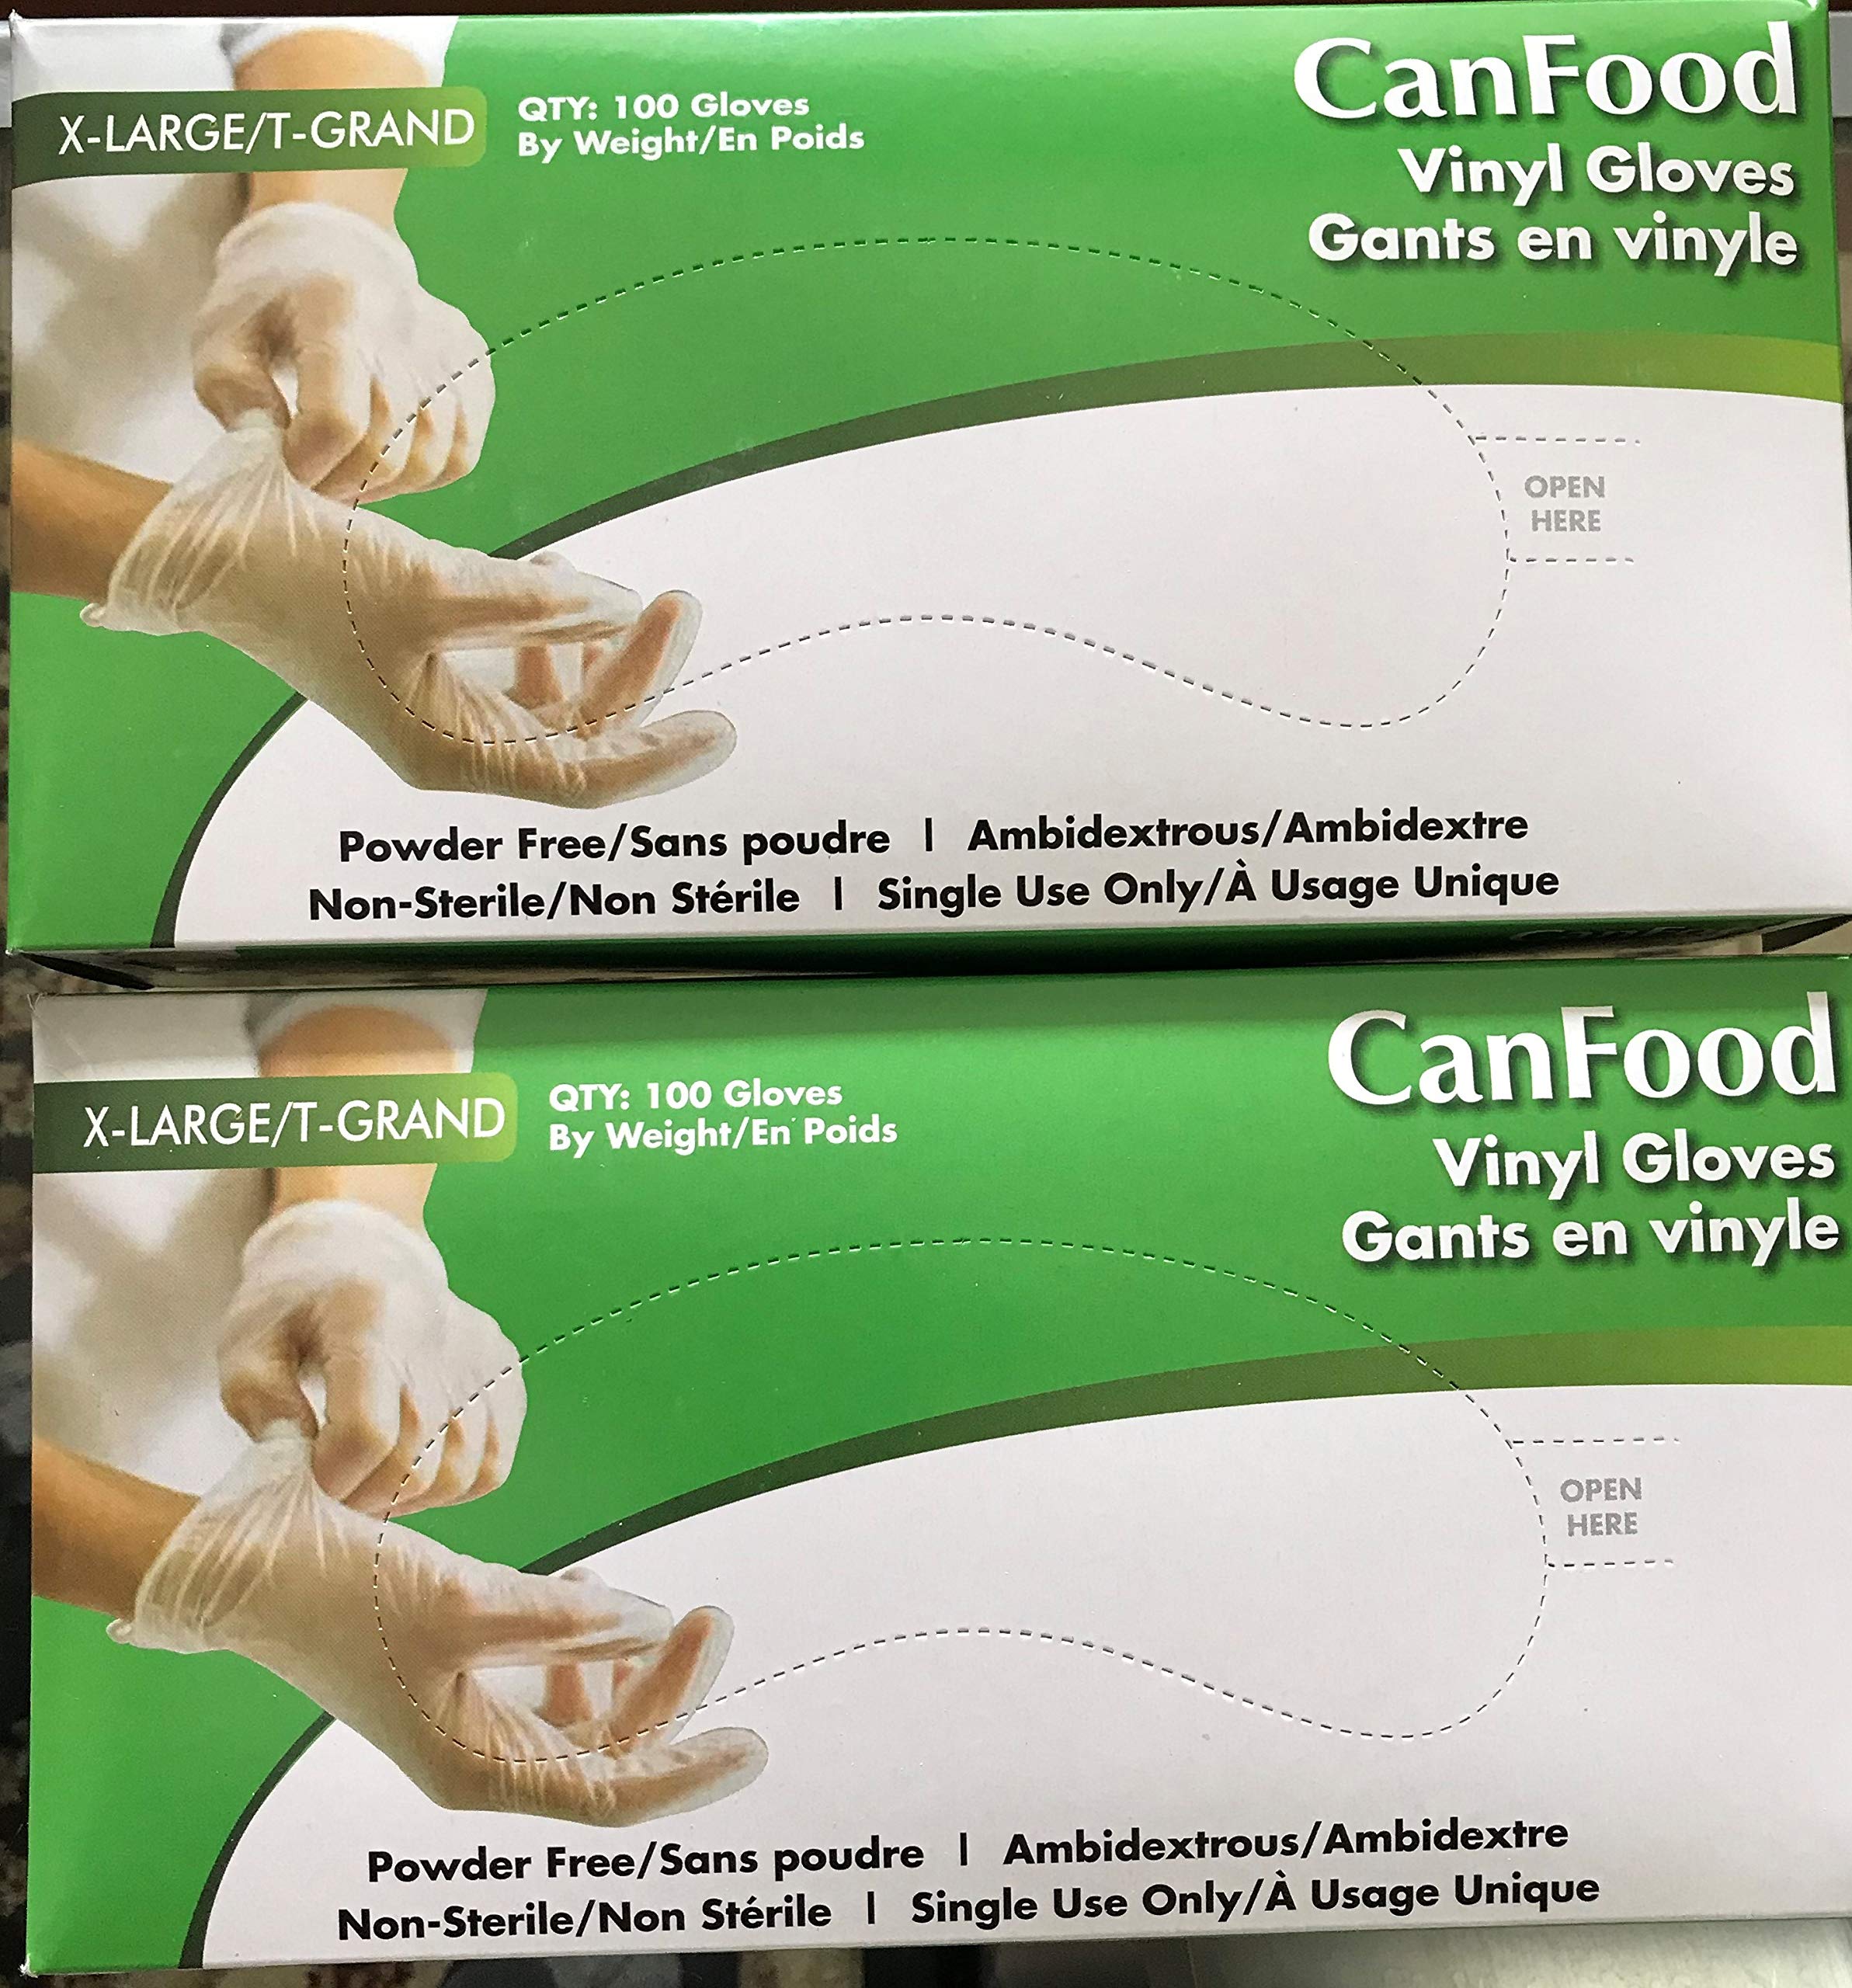 CanFood
X-LARGE/T-GRAND
QTY: 100 Gloves
By Weight/En Poids
Vinyl Gloves
Gants en vinyle
OPEN
HERE
Powder Free/Sans poudre | Ambidextrous/Ambidextre
Non-Sterile/Non Stérile | Single Use Only/À Usage Unique
CanFood
X-LARGE/T-GRAND
QTY: 100 Gloves
By Weight/En Poids
Vinyl Gloves
Gants en vinyle
OPEN
HERE
Powder Free/Sans poudre | Ambidextrous/Ambidextre
Non-Sterile/Non Stérile | Single Use Only/À Usage Unique